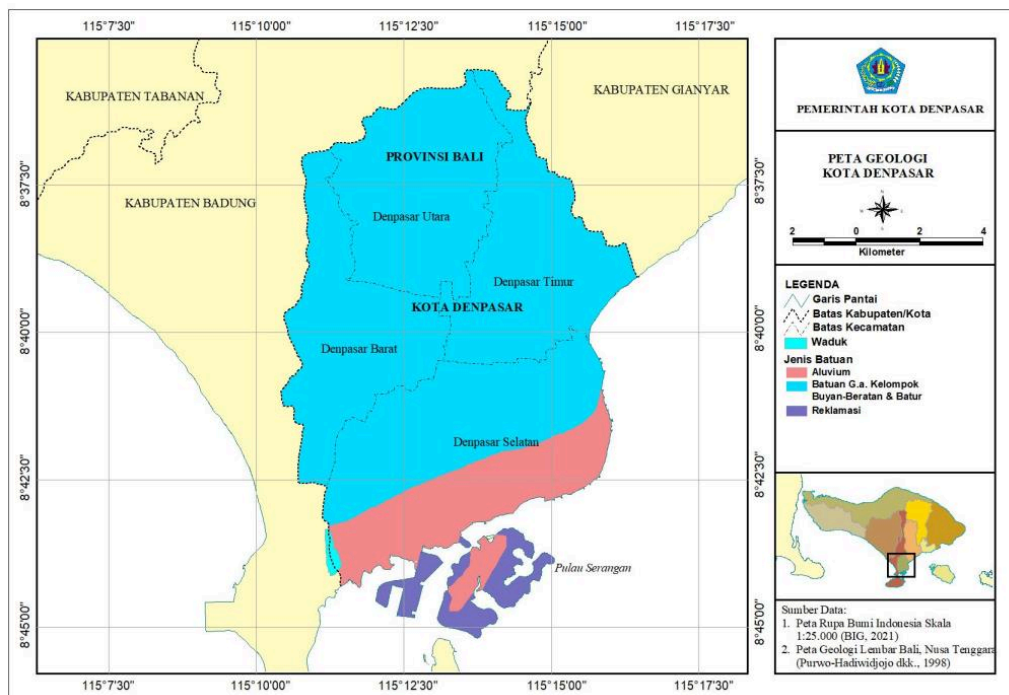 115°7'30"
115°10'00"
115°12'30"
115°15'00"
115°17'30"
KABUPATEN TABANAN
KABUPATEN GIANYAR
PROVINSI BALI
8°37'30"
8°37'30"
KABUPATEN BADUNG
Denpasar Utara
Denpasar Timur
KOTA DENPASAR
8°40'00"
8°40'00"
Denpasar Barat
Denpasar Selatan
8°42'30"
8°42'30"
Pulau Serangan
8°45'00"
8°45'00"
115°7'30"
115°10'00"
115°12'30"
115°15'00"
115°17'30"
PEMERINTAH KOTA DENPASAR
PETA GEOLOGI
KOTA DENPASAR
2 0 2 4
Kilometer
LEGENDA
Garis Pantai
Batas Kabupaten/Kota
Batas Kecamatan
Waduk
Jenis Batuan
Aluvium
Batuan G.a. Kelompok
Buyan-Beratan & Batur
Reklamasi
Sumber Data:
1. Peta Rupa Bumi Indonesia Skala
1:25.000 (BIG, 2021)
2. Peta Geologi Lembar Bali, Nusa Tenggara
(Purwo-Hadiwidjojo dkk., 1998)